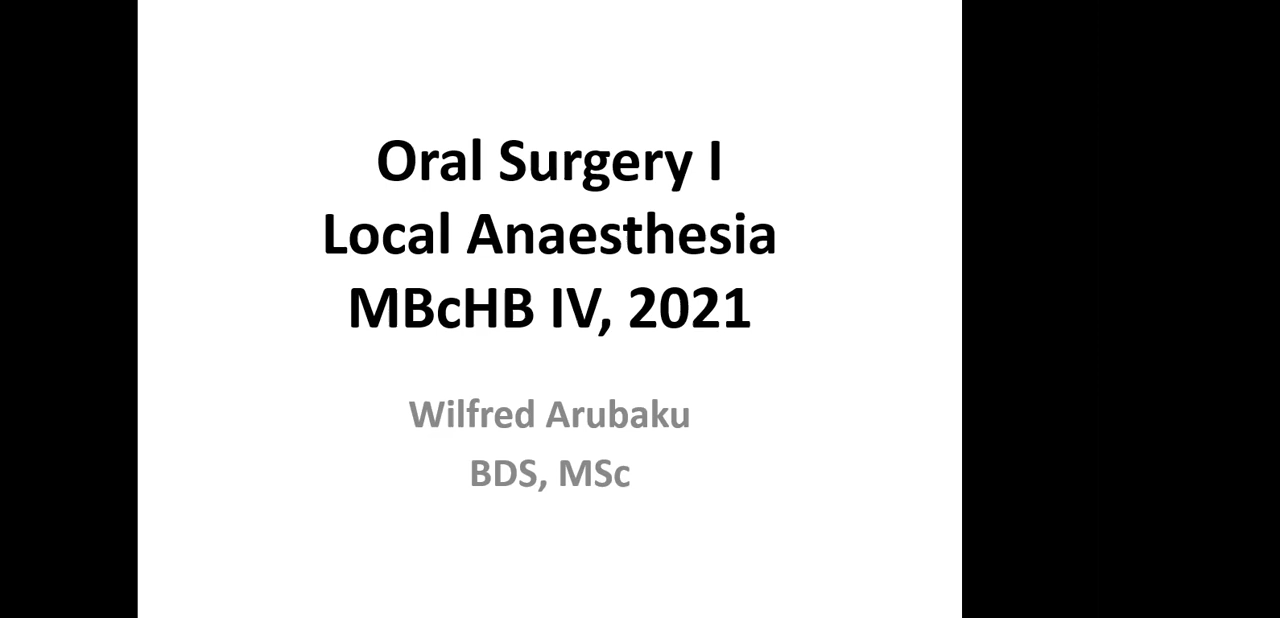 Oral Surgery I
Local Anaesthesia
MBcHB IV, 2021
Wilfred Arubaku
BDS, MSc